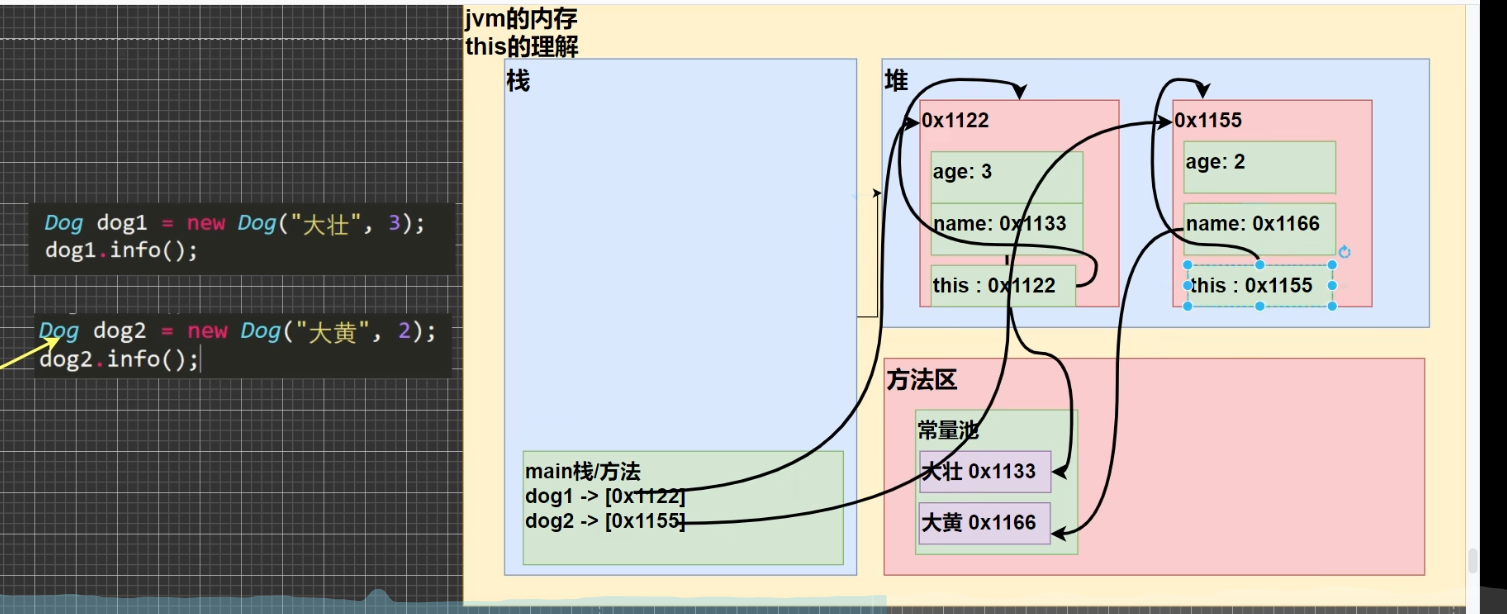 jvm的内存
this的理解
栈
堆
0x1122
age: 3
name: 0x1133
this : 0x1122
0x1155
age: 2
name: 0x1166
this : 0x1155
Dog dog1 = new Dog("大壮", 3);
dog1.info();
Dog dog2 = new Dog("大黄", 2);
dog2.info();
main栈/方法
dog1 -> [0x1122]
dog2 -> [0x1155]
方法区
常量池
大壮 0x1133
大黄 0x1166